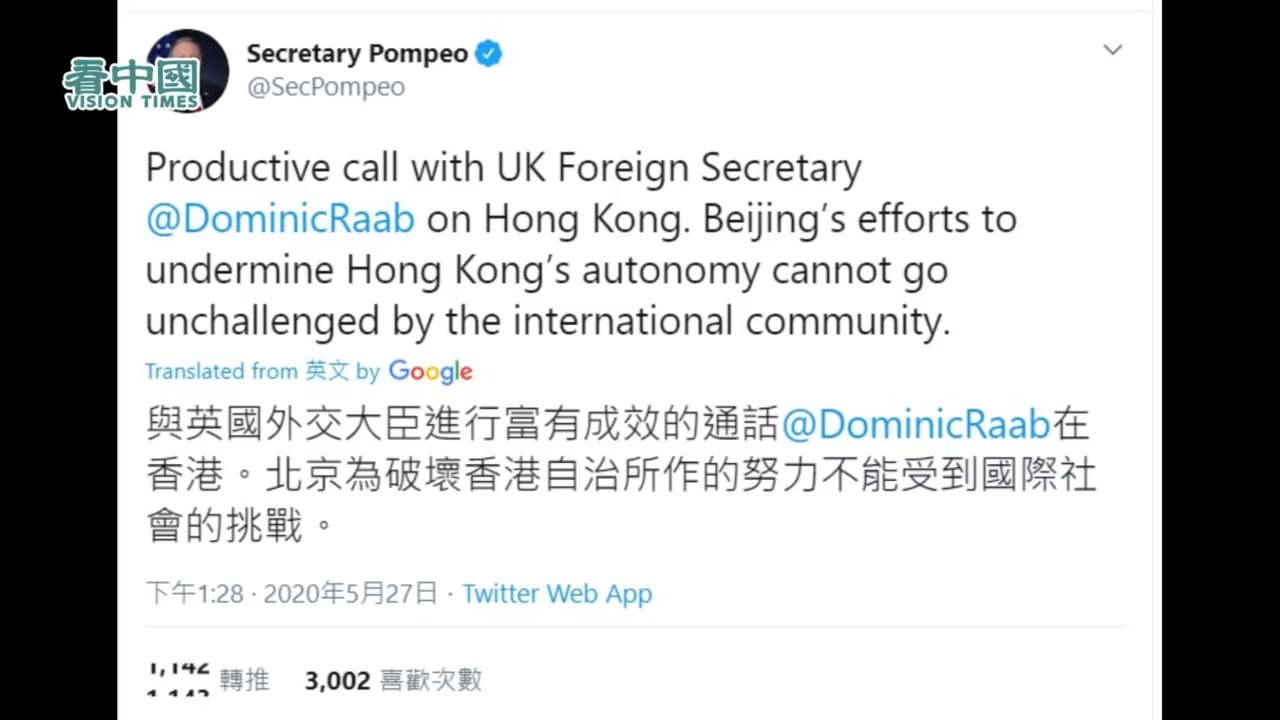 看中國
VISION TIMES
Secretary Pompeo
@SecPompeo
Productive call with UK Foreign Secretary
@DominicRaab on Hong Kong. Beijing's efforts to
undermine Hong Kong's autonomy cannot go
unchallenged by the international community.
Translated from 英文 by Google
與英國外交大臣進行富有成效的通話@DominicRaab在
香港。北京為破壞香港自治所作的努力不能受到國際社
會的挑戰。
下午1:28 · 2020年5月27日 · Twitter Web App
轉推 3,002 喜歡次數